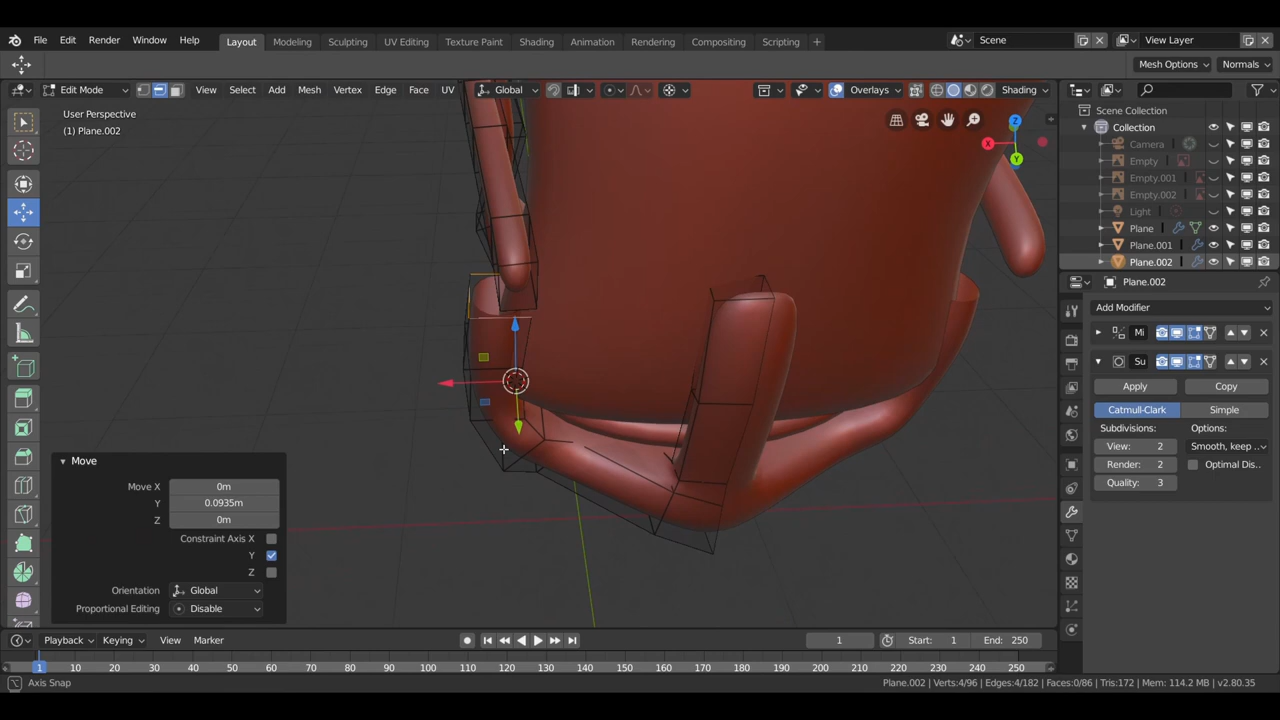 File Edit Render Window Help Layout Modeling Sculpting UV Editing Texture Paint Shading Animation Rendering Compositing Scripting + Scene View Layer
Mesh Options Normals
Edit Mode View Select Add Mesh Vertex Edge Face UV Global Overlays Shading
User Perspective
(1) Plane.002
Scene Collection
Collection
Camera
Empty
Empty.001
Empty.002
Light
Plane
Plane.001
Plane.002
X
Y
Z
Plane.002
Add Modifier
Mi
Su
Apply Copy
Catmull-Clark Simple
Subdivisions: Options:
View: 2 Smooth, keep ..
Render: 2 Optimal Dis..
Quality: 3
Move
Move X 0m
Y 0.0935m
Z 0m
Constraint Axis X
Y
Z
Orientation Global
Proportional Editing Disable
Playback Keying View Marker 1 Start: 1 End: 250
1 10 20 30 40 50 60 70 80 90 100 110 120 130 140 150 160 170 180 190 200 210 220 230 240 250
Axis Snap Plane.002 | Verts:4/96 | Edges:4/182 | Faces:0/86 | Tris:172 | Mem: 114.2 MB | v2.80.35